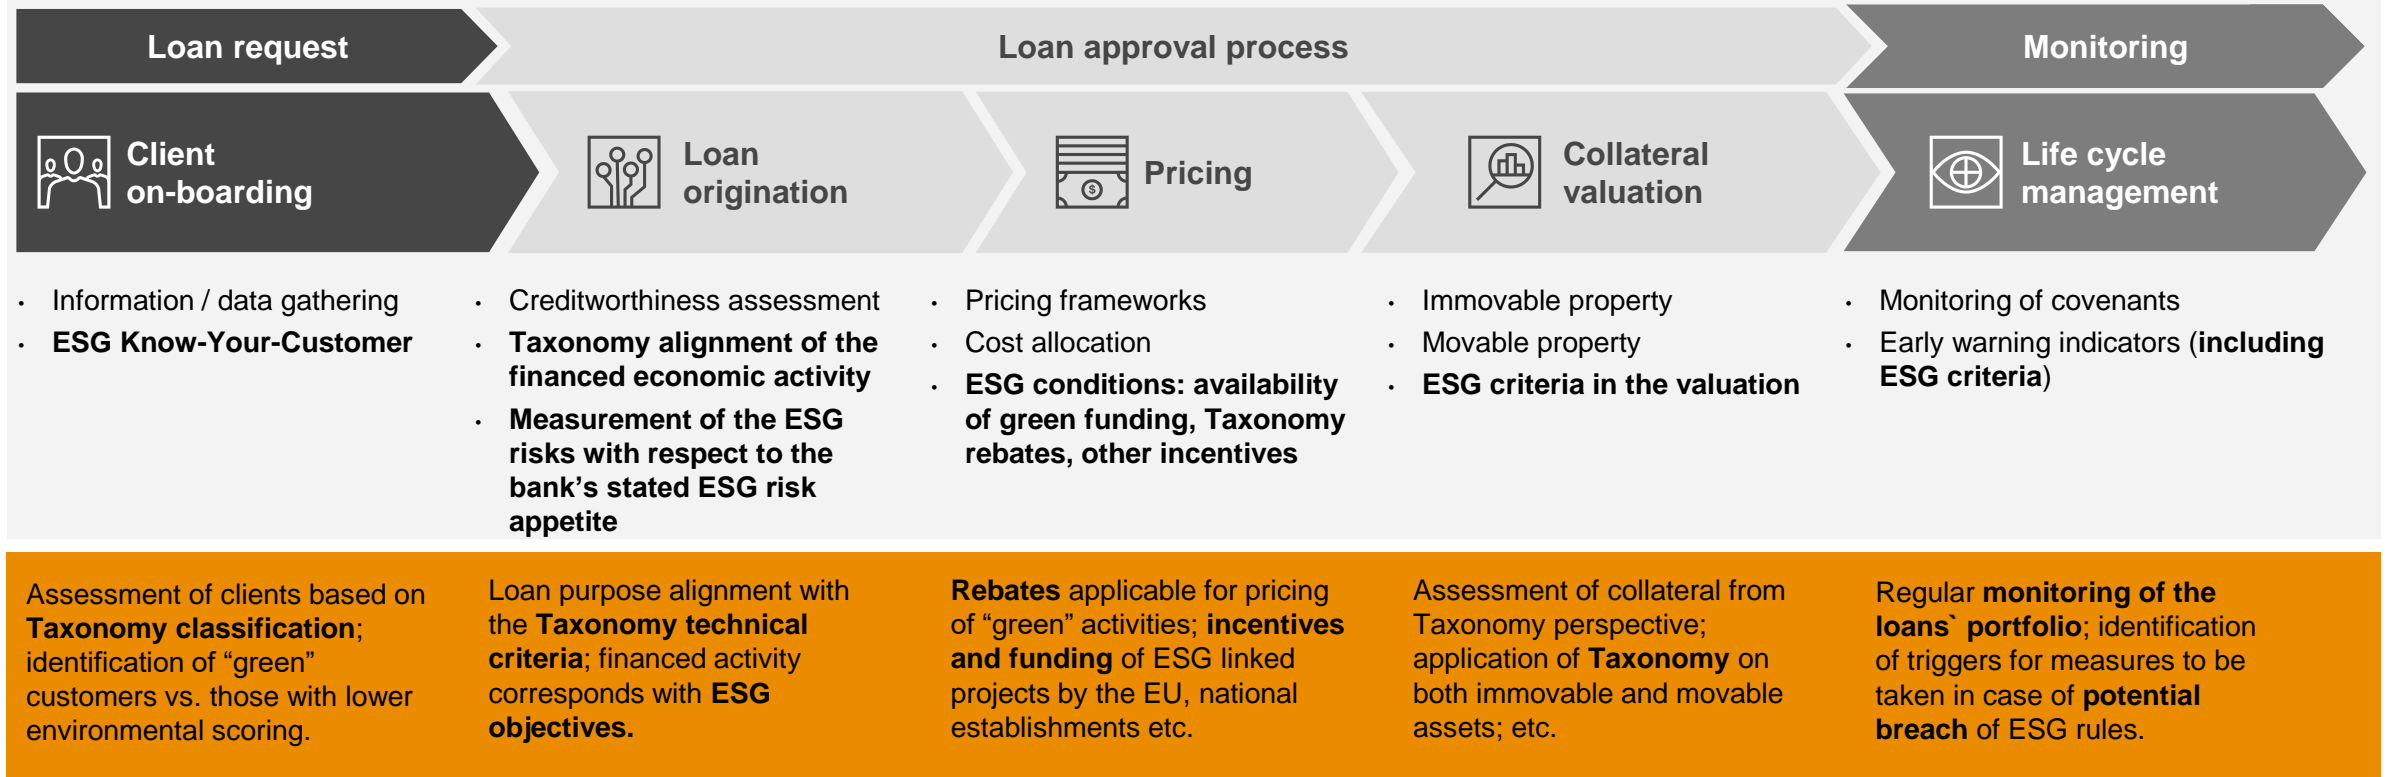 Loan request
Loan approval process
Monitoring
Client
on-boarding
Loan
origination
Pricing
Collateral
valuation
Life cycle
management
• Information / data gathering
• ESG Know-Your-Customer
• Creditworthiness assessment
• Taxonomy alignment of the
financed economic activity
• Measurement of the ESG
risks with respect to the
bank’s stated ESG risk
appetite
• Pricing frameworks
• Cost allocation
• ESG conditions: availability
of green funding, Taxonomy
rebates, other incentives
• Immovable property
• Movable property
• ESG criteria in the valuation
• Monitoring of covenants
• Early warning indicators (including
ESG criteria)
Assessment of clients based on
Taxonomy classification;
identification of “green”
customers vs. those with lower
environmental scoring.
Loan purpose alignment with
the Taxonomy technical
criteria; financed activity
corresponds with ESG
objectives.
Rebates applicable for pricing
of “green” activities; incentives
and funding of ESG linked
projects by the EU, national
establishments etc.
Assessment of collateral from
Taxonomy perspective;
application of Taxonomy on
both immovable and movable
assets; etc.
Regular monitoring of the
loans` portfolio; identification
of triggers for measures to be
taken in case of potential
breach of ESG rules.